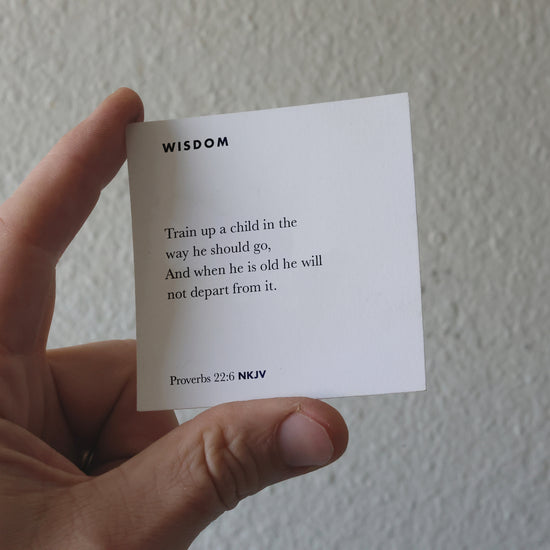 WISDOM
Train up a child in the
way he should go,
And when he is old he will
not depart from it.
Proverbs 22:6 NKJV